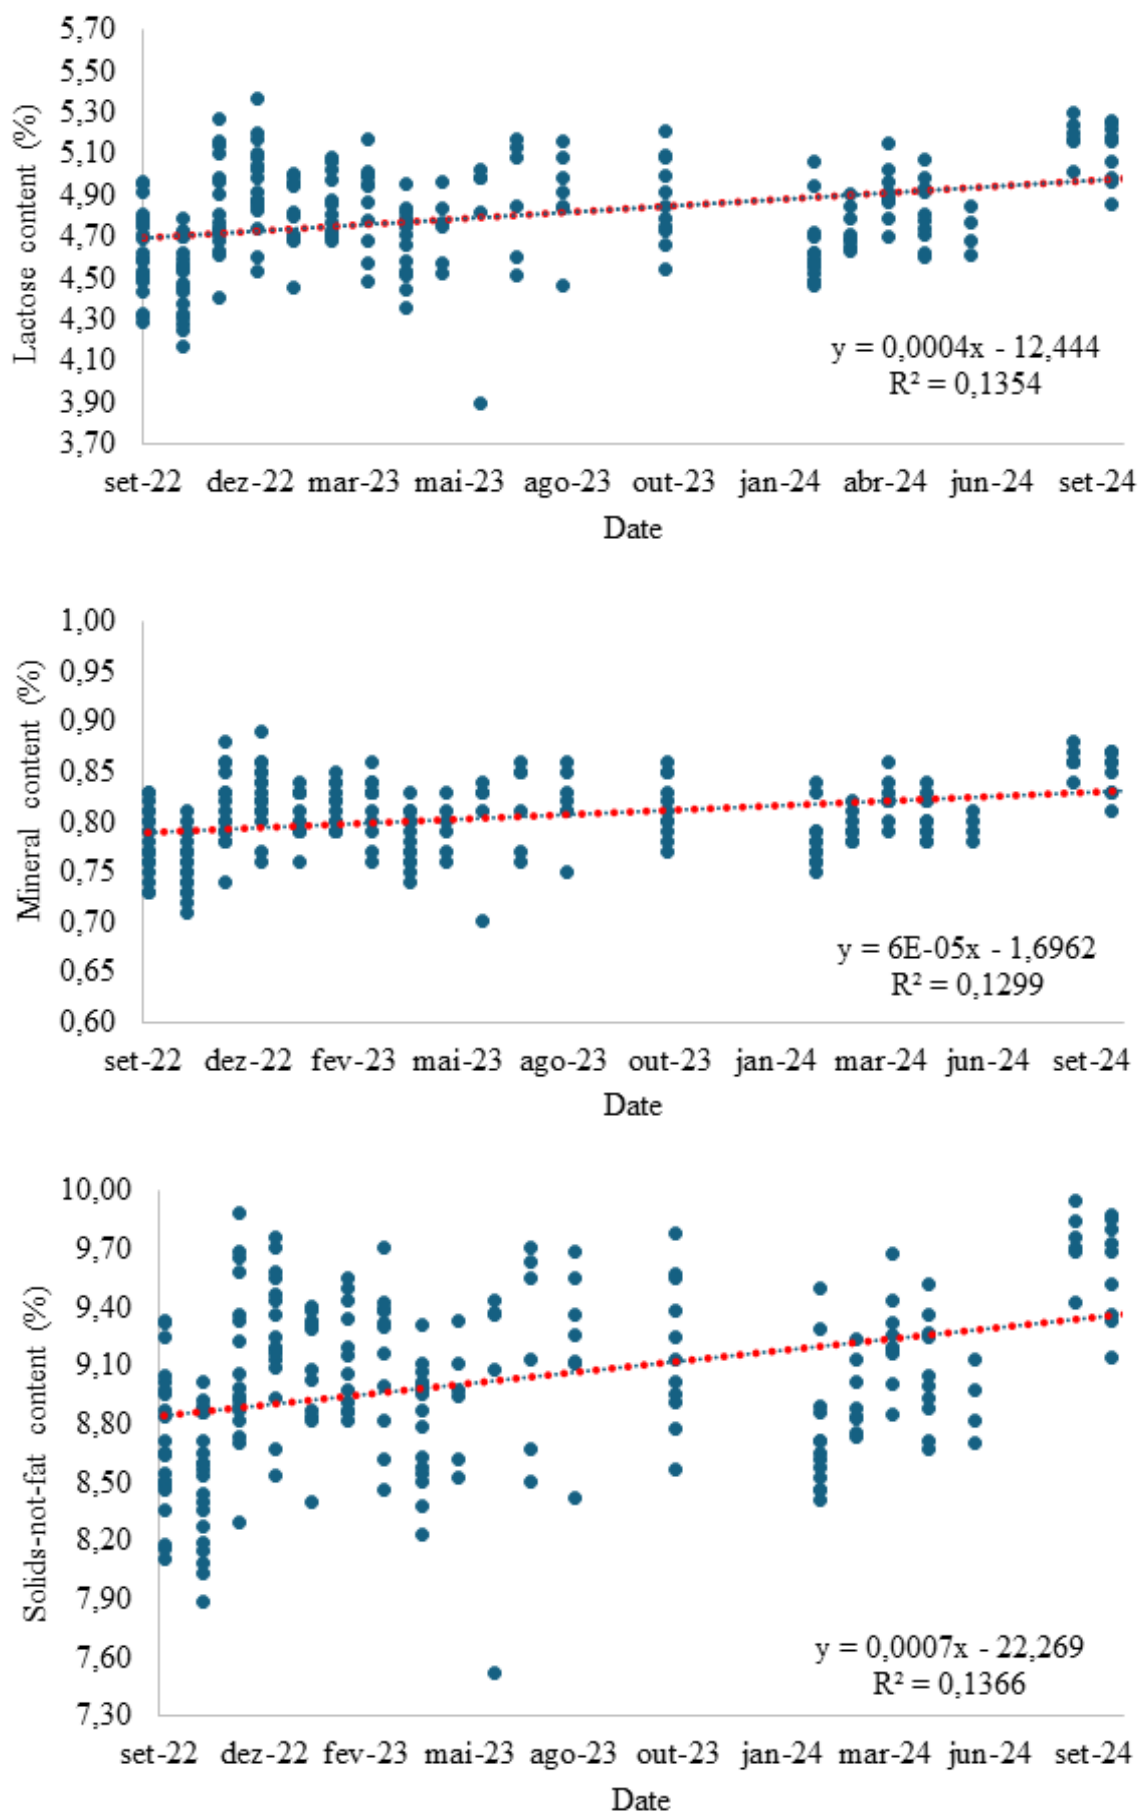 5,70
5,50
5,30
5,10
4,90
4,70
4,50
4,30
4,10
3,90
3,70
Lactose content (%)
y = 0,0004x - 12,444
R² = 0,1354
set-22 dez-22 mar-23 mai-23 ago-23 out-23 jan-24 abr-24 jun-24 set-24
Date
1,00
0,95
0,90
0,85
0,80
0,75
0,70
0,65
0,60
Mineral content (%)
y = 6E-05x - 1,6962
R² = 0,1299
set-22 dez-22 fev-23 mai-23 ago-23 out-23 jan-24 mar-24 jun-24 set-24
Date
10,00
9,70
9,40
9,10
8,80
8,50
8,20
7,90
7,60
7,30
Solids-not-fat content (%)
y = 0,0007x - 22,269
R² = 0,1366
set-22 dez-22 fev-23 mai-23 ago-23 out-23 jan-24 mar-24 jun-24 set-24
Date